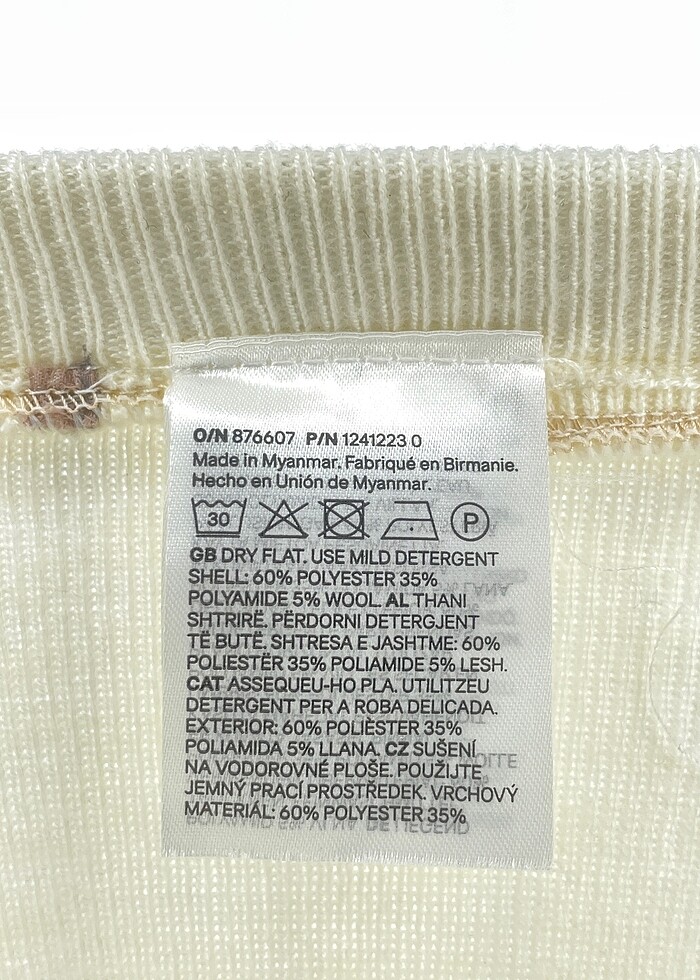 O/N 876607 P/N 1241223 0
Made in Myanmar. Fabriqué en Birmanie.
Hecho en Unión de Myanmar.
30 P
GB DRY FLAT. USE MILD DETERGENT
SHELL: 60% POLYESTER 35%
POLYAMIDE 5% WOOL. AL THANI
SHTRIRË. PËRDORNI DETERGJENT
TË BUTË. SHTRESA E JASHTME: 60%
POLIESTËR 35% POLIAMIDE 5% LESH.
CAT ASSEQUEU-HO PLA. UTILITZEU
DETERGENT PER A ROBA DELICADA.
EXTERIOR: 60% POLIÈSTER 35%
POLIAMIDA 5% LLANA. CZ SUŠENÍ
NA VODOROVNÉ PLOŠE. POUŽIJTE
JEMNÝ PRACÍ PROSTŘEDEK. VRCHOVÝ
MATERIÁL: 60% POLYESTER 35%